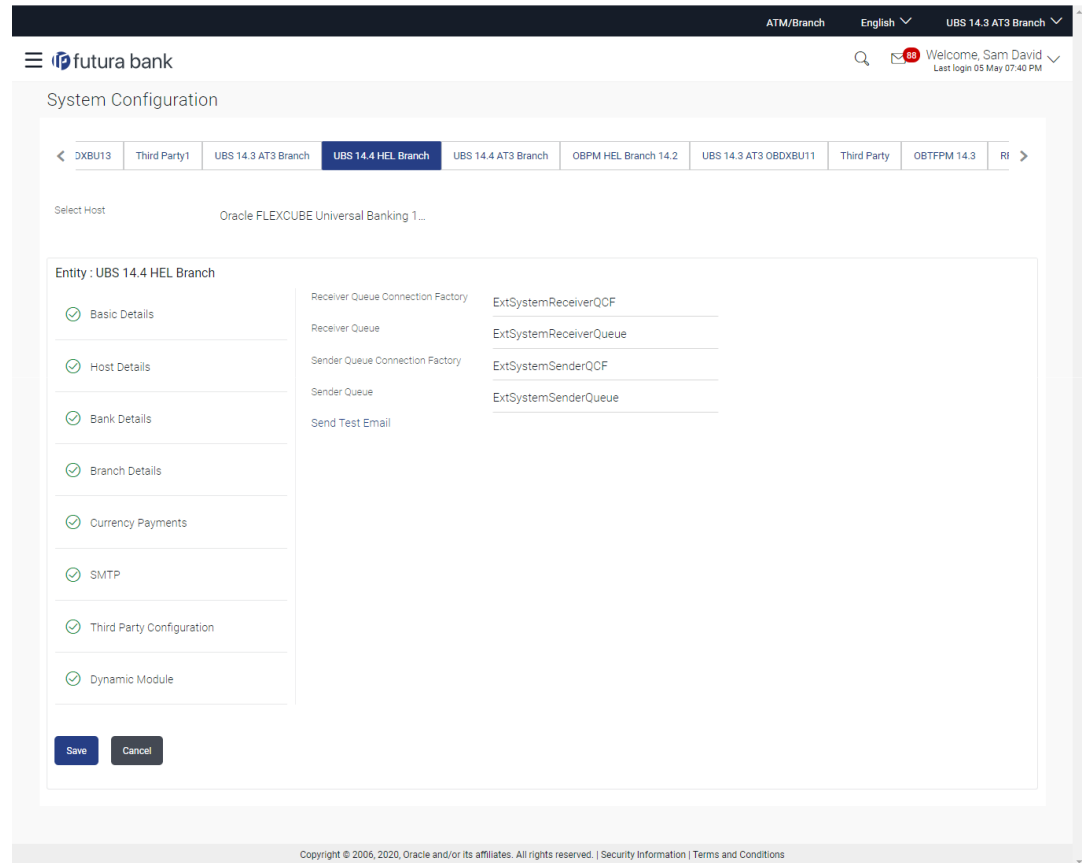 ATM/Branch English UBS 14.3 AT3 Branch
futura bank 88 Welcome, Sam David
Last login 05 May 07:40 PM
System Configuration
OXBU13 Third Party1 UBS 14.3 AT3 Branch UBS 14.4 HEL Branch UBS 14.4 AT3 Branch OBPM HEL Branch 14.2 UBS 14.3 AT3 OBDXBU11 Third Party OBTFPM 14.3
Select Host Oracle FLEXCUBE Universal Banking 1...
Entity : UBS 14.4 HEL Branch
Basic Details
Host Details
Bank Details
Branch Details
Currency Payments
SMTP
Third Party Configuration
Dynamic Module
Receiver Queue Connection Factory ExtSystemReceiverQCF
Receiver Queue ExtSystemReceiverQueue
Sender Queue Connection Factory ExtSystemSenderQCF
Sender Queue ExtSystemSenderQueue
Send Test Email
Save Cancel
Copyright © 2006, 2020, Oracle and/or its affiliates. All rights reserved. | Security Information | Terms and Conditions